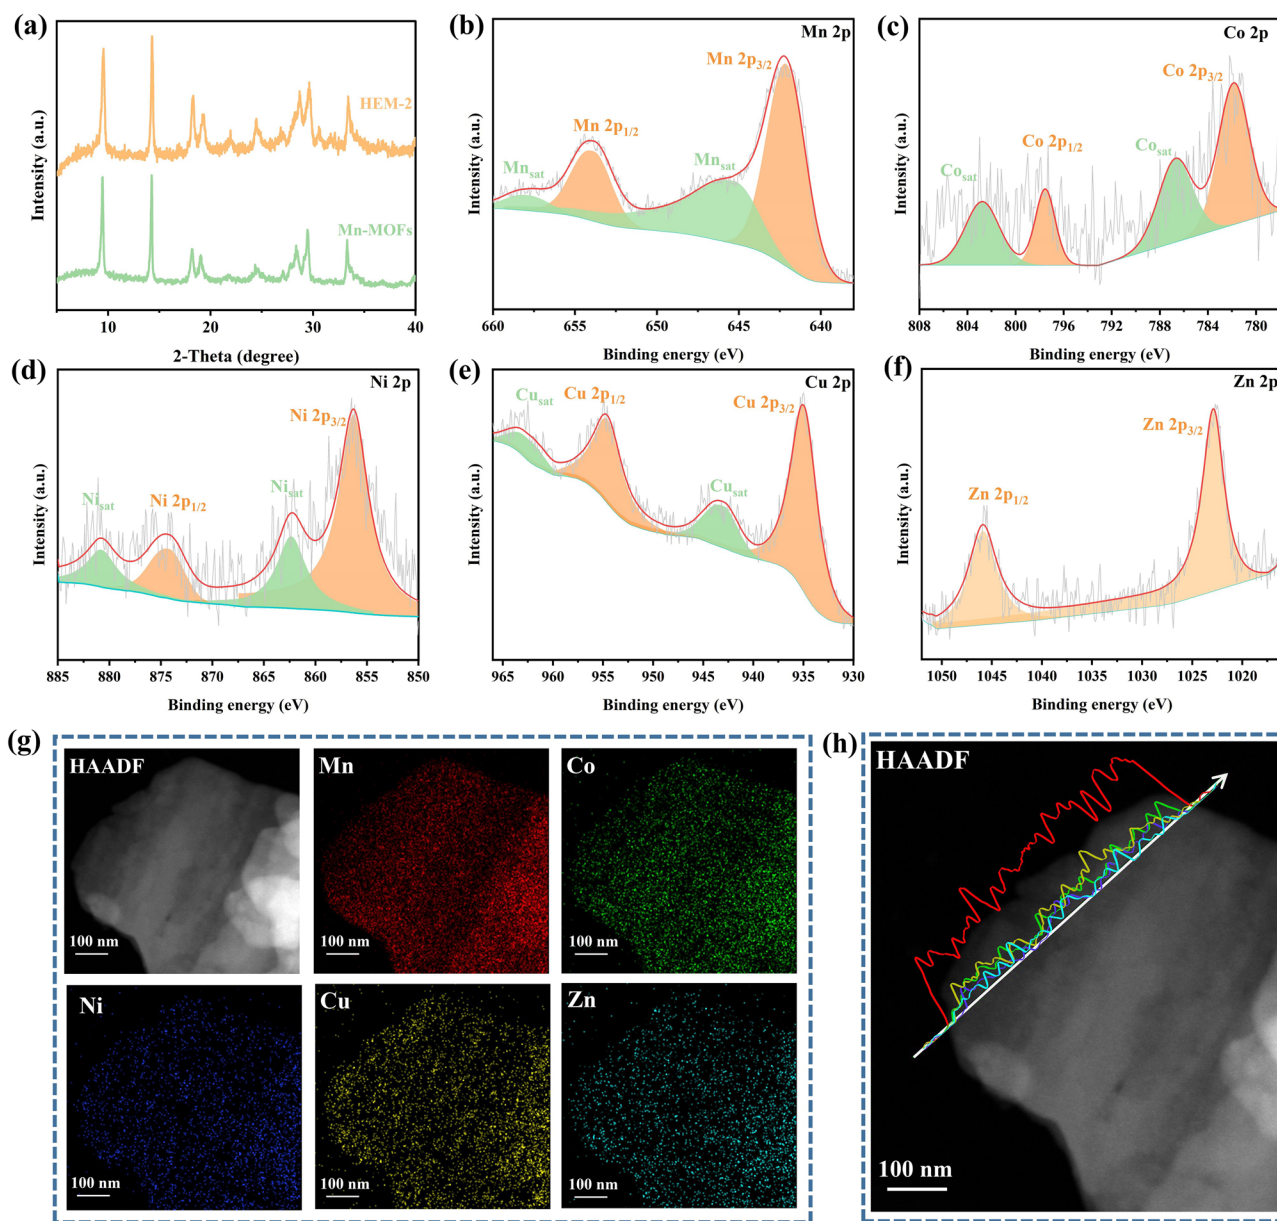 (a)
HEM-2
Mn-MOFs
Intensity (a.u.)
10 20 30 40
2-Theta (degree)
(b)
Mn 2p
Mn 2p3/2
Mn 2p1/2
Mnsat
Mnsat
Intensity (a.u.)
660 655 650 645 640
Binding energy (eV)
(c)
Co 2p
Co 2p3/2
Co 2p1/2
Cosat
Cosat
Intensity (a.u.)
808 804 800 796 792 788 784 780
Binding energy (eV)
(d)
Ni 2p
Ni 2p3/2
Nisat
Ni 2p1/2
Nisat
Intensity (a.u.)
885 880 875 870 865 860 855 850
Binding energy (eV)
(e)
Cu 2p
Cusat
Cu 2p1/2
Cu 2p3/2
Cusat
Intensity (a.u.)
965 960 955 950 945 940 935 930
Binding energy (eV)
(f)
Zn 2p
Zn 2p3/2
Zn 2p1/2
Intensity (a.u.)
1050 1045 1040 1035 1030 1025 1020
Binding energy (eV)
(g)
HAADF
100 nm
Mn
100 nm
Co
100 nm
Ni
100 nm
Cu
100 nm
Zn
100 nm
(h)
HAADF
100 nm